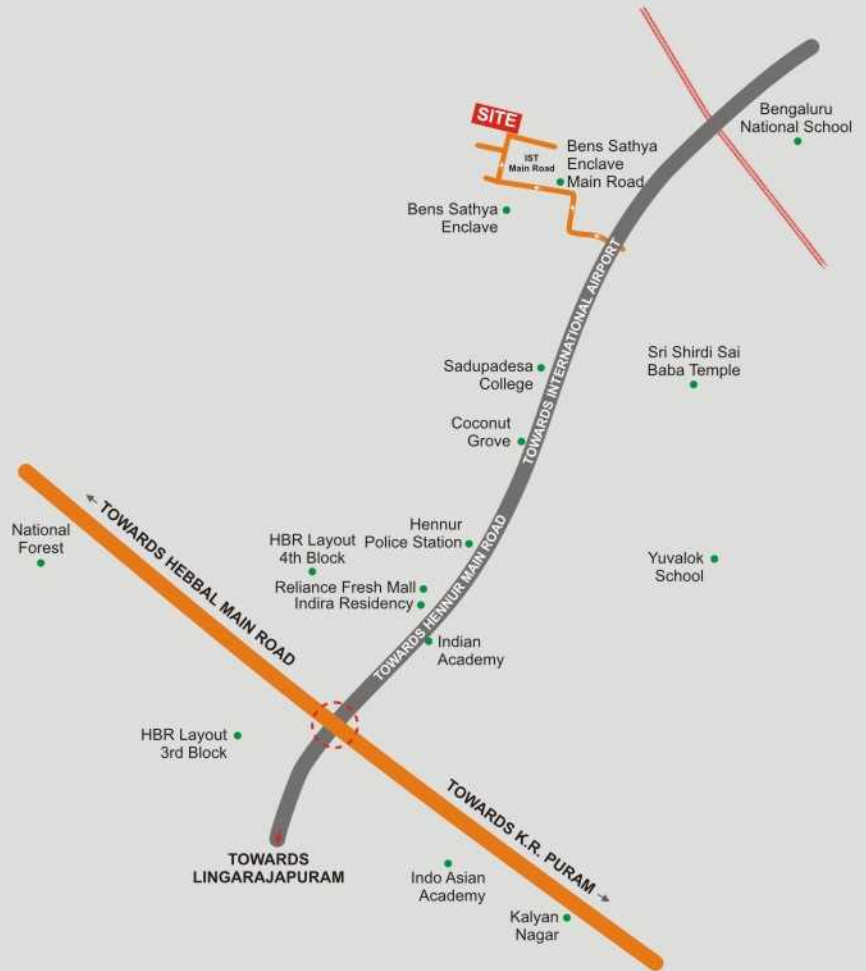 SITE
Bengaluru
National School
IST
Main Road
Bens Sathya
Enclave
Main Road
Bens Sathya
Enclave
TOWARDS INTERNATIONAL AIRPORT
Sadupadesa
College
Sri Shirdi Sai
Baba Temple
Coconut
Grove
TOWARDS HEBBAL MAIN ROAD
National
Forest
Hennur
Police Station
HBR Layout
4th Block
Yuvalok
School
Reliance Fresh Mall
Indira Residency
TOWARDS HENNUR MAIN ROAD
Indian
Academy
HBR Layout
3rd Block
TOWARDS K.R. PURAM
TOWARDS
LINGARAJAPURAM
Indo Asian
Academy
Kalyan
Nagar